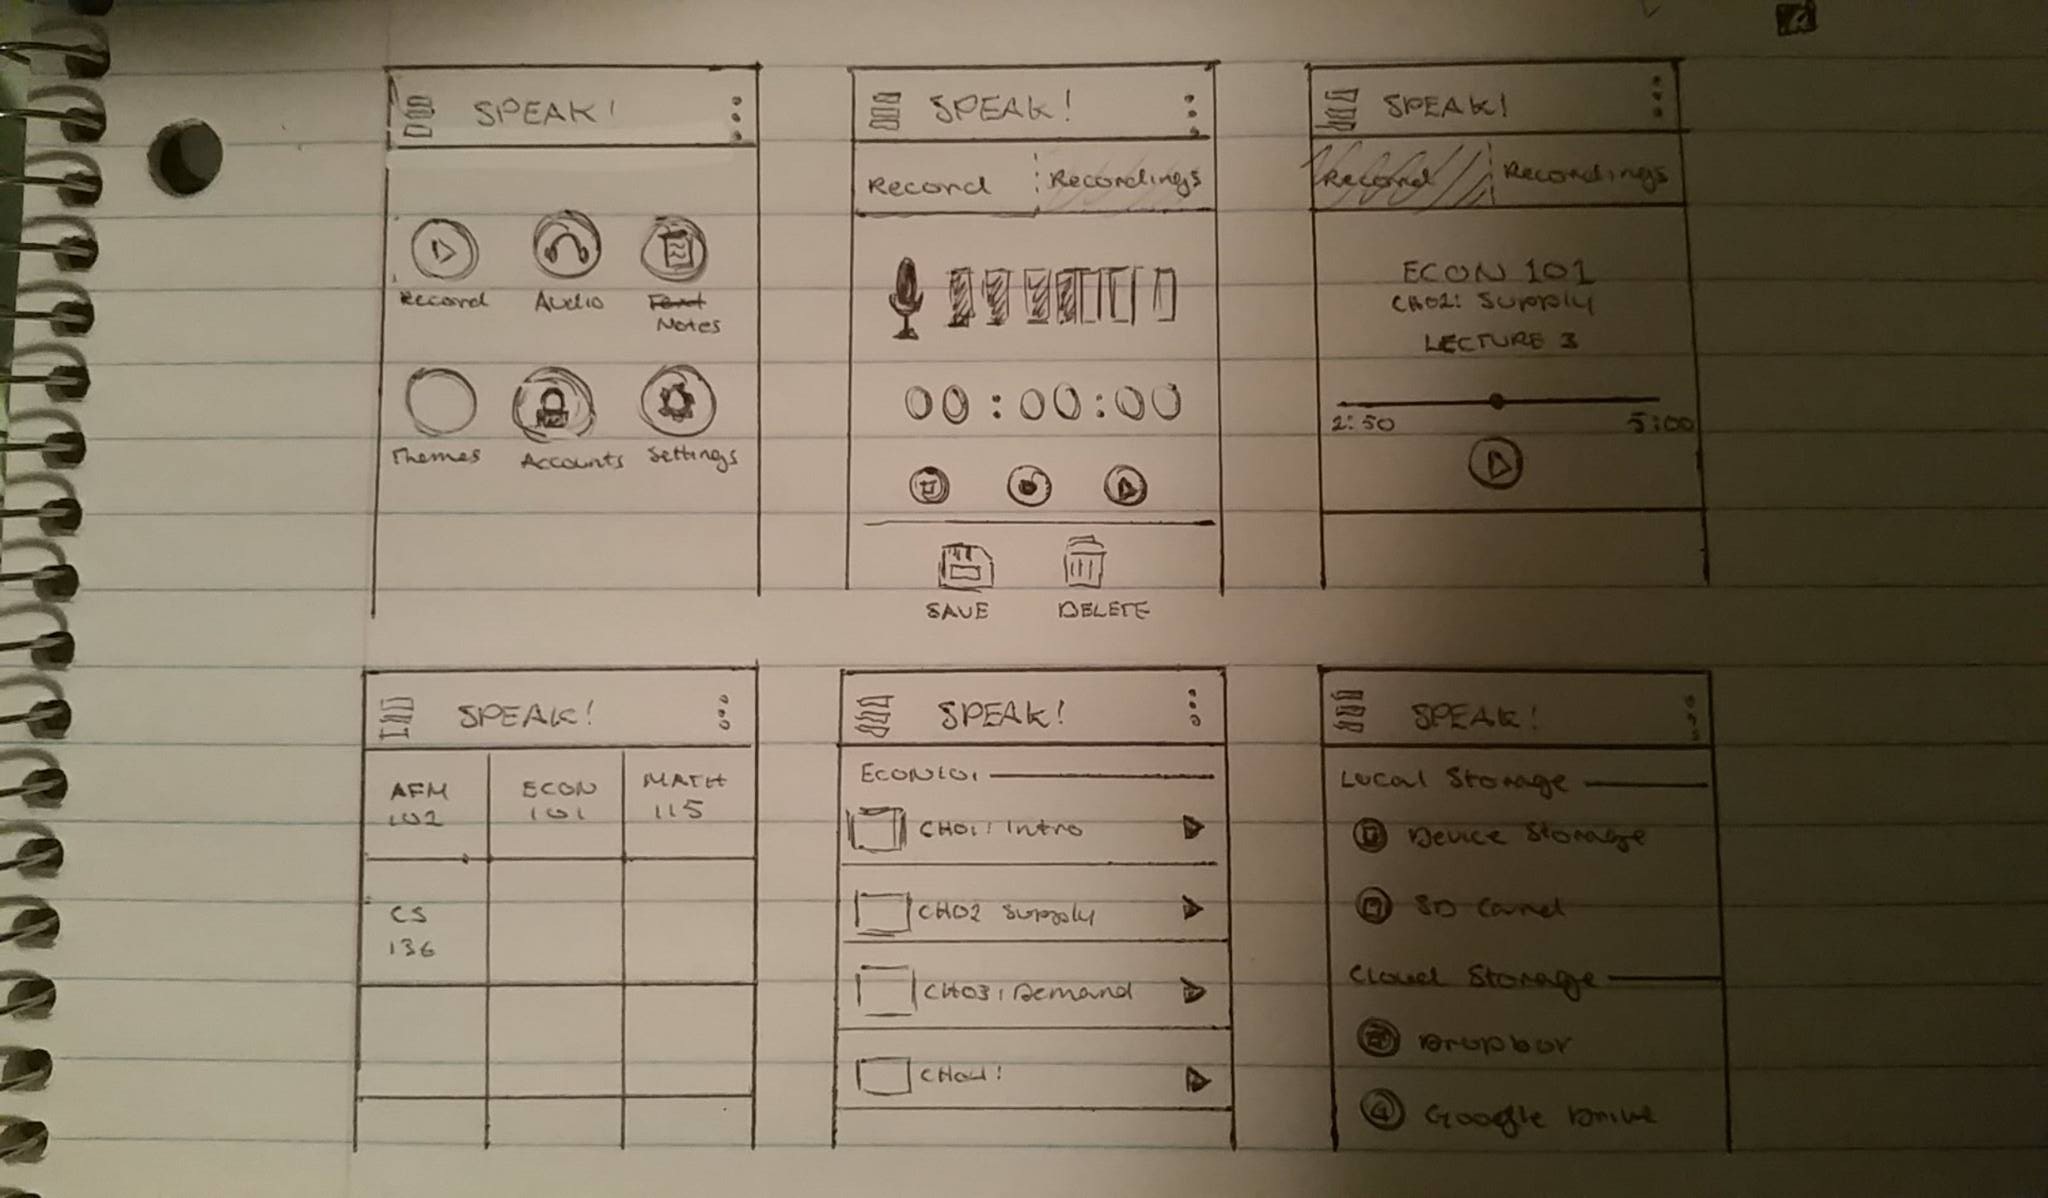 SPEAK!
Record
Audio
Notes
Themes
Accounts
Settings
SPEAK!
Record
Recordings
00:00:00
SAVE
DELETE
SPEAK!
Record
Recordings
ECON 101
CH02: Supply
LECTURE 3
2:50
5:00
SPEAK!
AFM
102
ECON
101
MATH
115
CS
136
SPEAK!
ECON101
CH01: Intro
CH02 Supply
CH03: Demand
CH04:
SPEAK!
Local Storage
Device Storage
SD Card
Cloud Storage
Dropbox
Google Drive